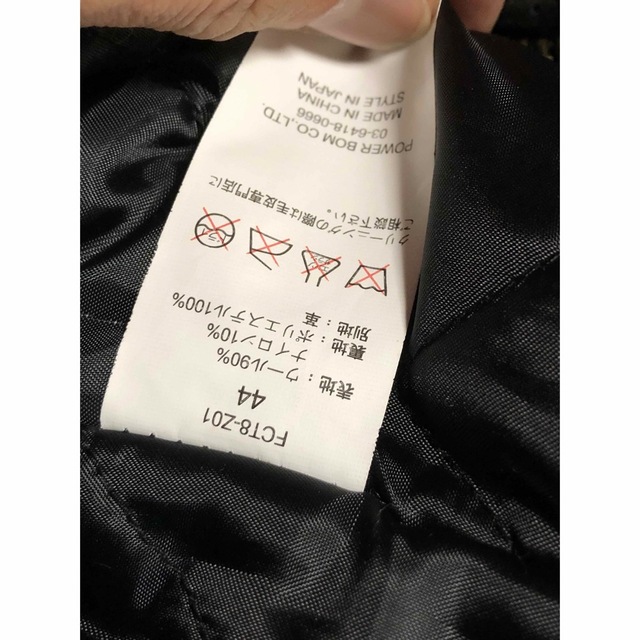 FCT8-Z01
44
表地：ウール90%
ナイロン10%
裏地：ポリエステル100%
別地：革
クリーニングの際は毛皮専門店に
ご相談下さい。
POWER BOM CO.,LTD.
03-6418-0666
MADE IN CHINA
STYLE IN JAPAN